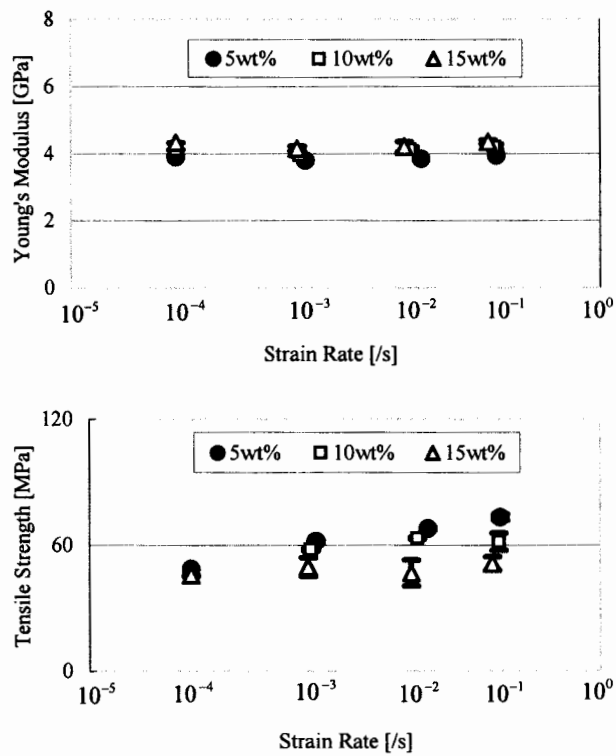 8
5wt% 10wt% 15wt%
6
Young's Modulus [GPa]
4
2
0
10⁻⁵ 10⁻⁴ 10⁻³ 10⁻² 10⁻¹ 10⁰
Strain Rate [/s]
120
5wt% 10wt% 15wt%
Tensile Strength [MPa]
60
0
10⁻⁵ 10⁻⁴ 10⁻³ 10⁻² 10⁻¹ 10⁰
Strain Rate [/s]